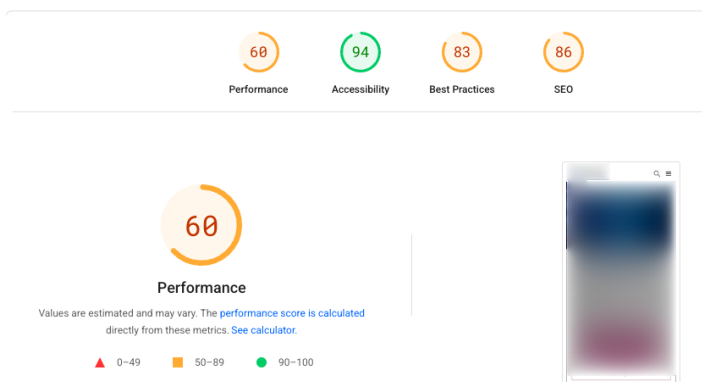 60 94 83 86
Performance Accessibility Best Practices SEO
60
Performance
Values are estimated and may vary. The performance score is calculated
directly from these metrics. See calculator.
0–49 50–89 90–100